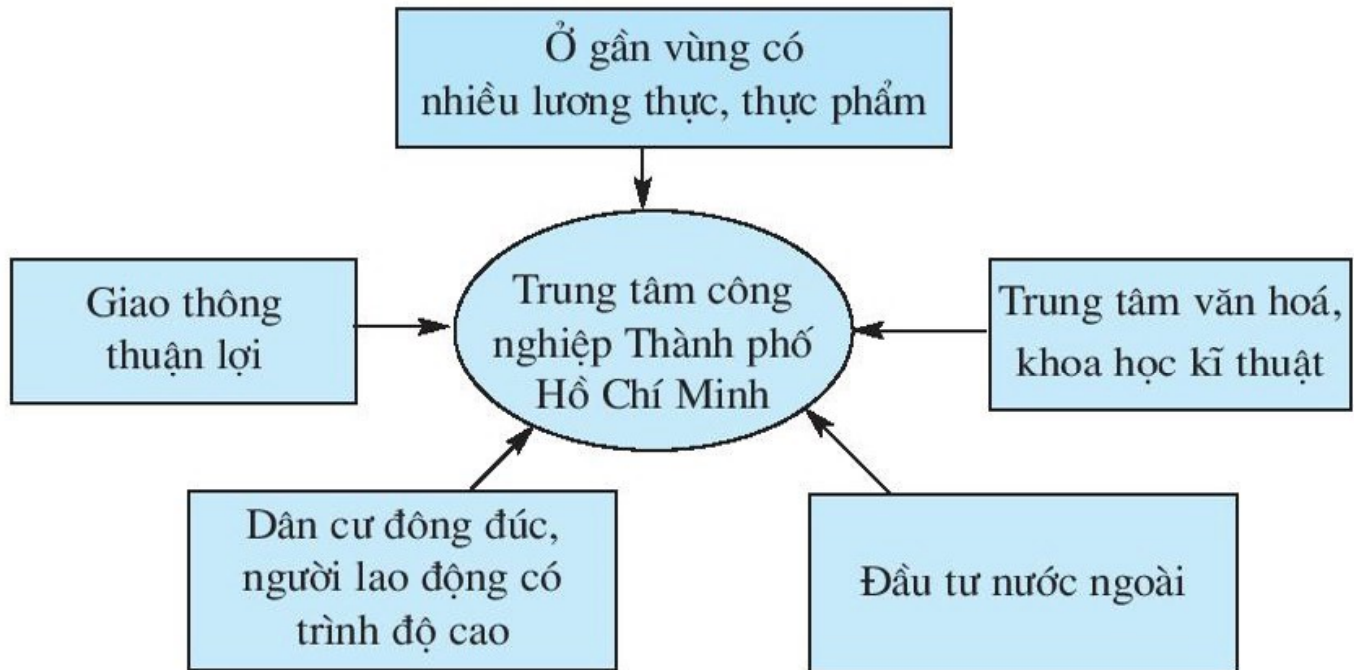 Ở gần vùng có
nhiều lương thực, thực phẩm
Giao thông
thuận lợi
Trung tâm công
nghiệp Thành phố
Hồ Chí Minh
Trung tâm văn hoá,
khoa học kĩ thuật
Dân cư đông đúc,
người lao động có
trình độ cao
Đầu tư nước ngoài